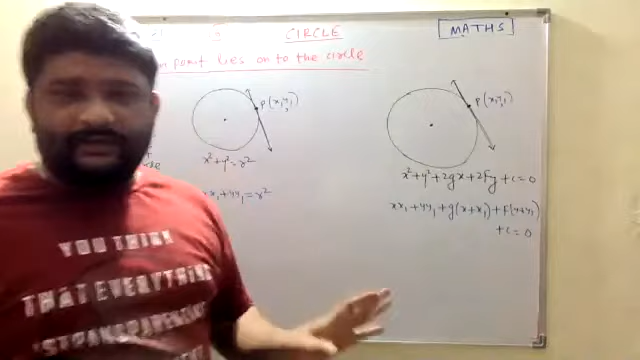 CIRCLE
MATHS
point lies on to the circle
P(x₁,y₁)
x²+y²=r²
xx₁+yy₁=r²
P(x₁,y₁)
x²+y²+2gx+2fy+c=0
xx₁+yy₁+g(x+x₁)+f(y+y₁)
+c=0
YOU THINK
THAT EVERYTHING